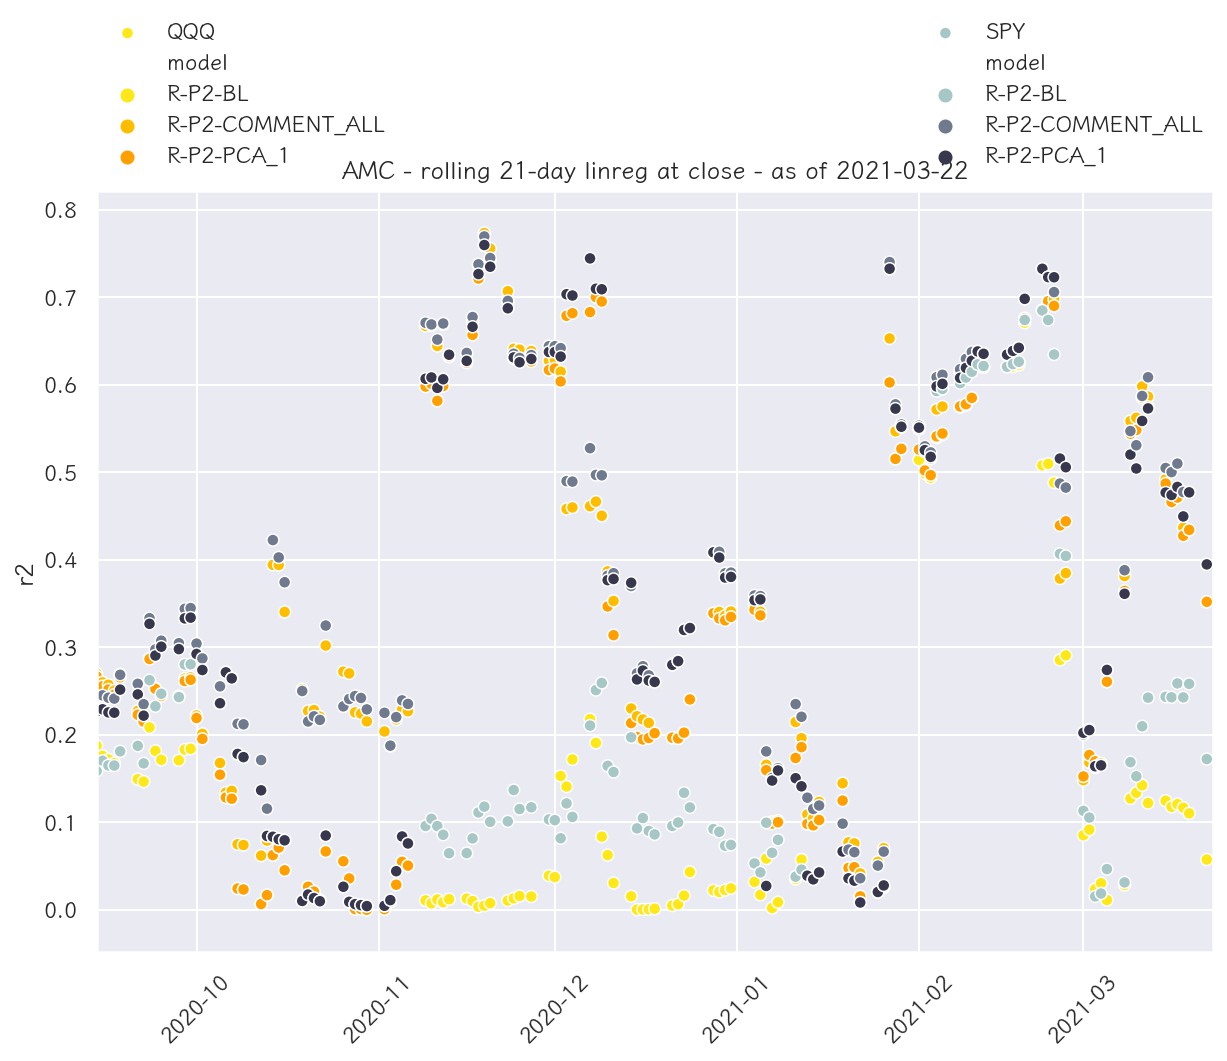 QQQ
model
R-P2-BL
R-P2-COMMENT_ALL
R-P2-PCA_1
SPY
model
R-P2-BL
R-P2-COMMENT_ALL
R-P2-PCA_1
AMC - rolling 21-day linreg at close - as of 2021-03-22
0.8
0.7
0.6
0.5
0.4
0.3
0.2
0.1
0.0
r2
2020-10
2020-11
2020-12
2021-01
2021-02
2021-03